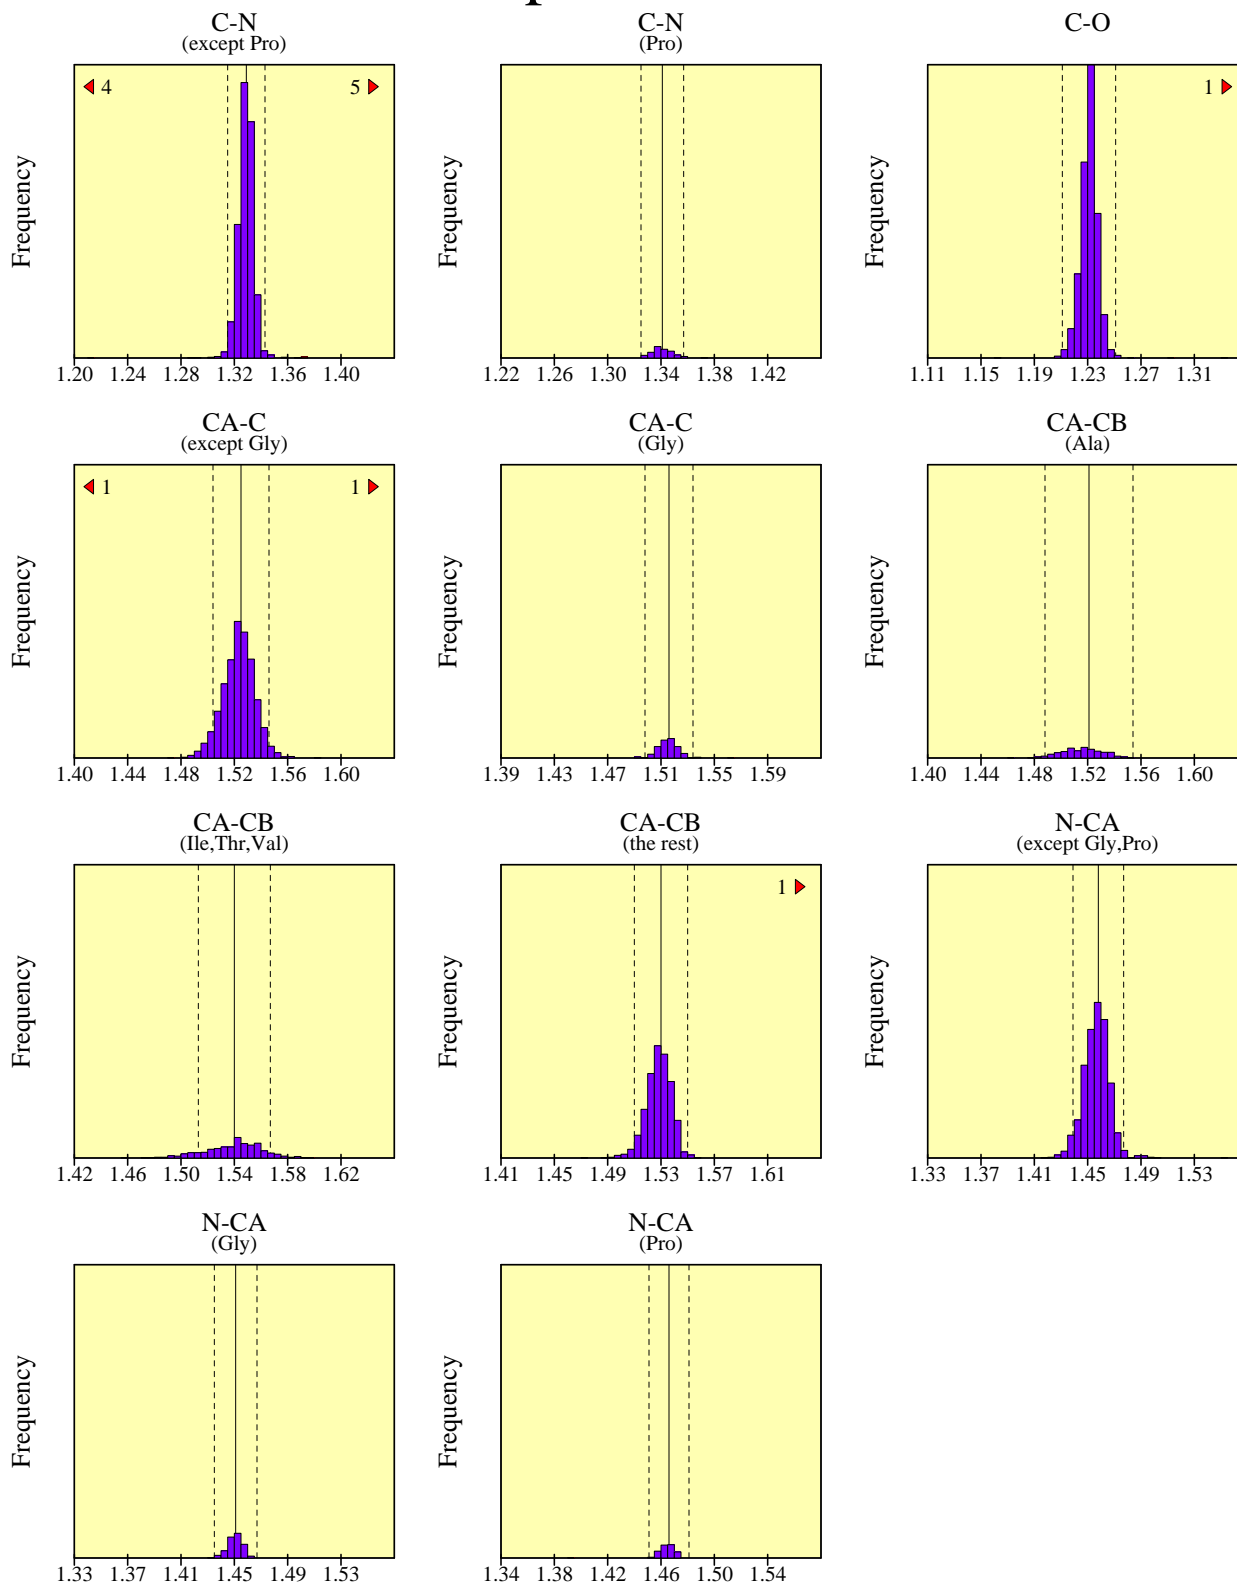 C-N
(except Pro)
4
5
Frequency
1.20 1.24 1.28 1.32 1.36 1.40
C-N
(Pro)
Frequency
1.22 1.26 1.30 1.34 1.38 1.42
C-O
1
Frequency
1.11 1.15 1.19 1.23 1.27 1.31
CA-C
(except Gly)
1
1
Frequency
1.40 1.44 1.48 1.52 1.56 1.60
CA-C
(Gly)
Frequency
1.39 1.43 1.47 1.51 1.55 1.59
CA-CB
(Ala)
Frequency
1.40 1.44 1.48 1.52 1.56 1.60
CA-CB
(Ile,Thr,Val)
Frequency
1.42 1.46 1.50 1.54 1.58 1.62
CA-CB
(the rest)
1
Frequency
1.41 1.45 1.49 1.53 1.57 1.61
N-CA
(except Gly,Pro)
Frequency
1.33 1.37 1.41 1.45 1.49 1.53
N-CA
(Gly)
Frequency
1.33 1.37 1.41 1.45 1.49 1.53
N-CA
(Pro)
Frequency
1.34 1.38 1.42 1.46 1.50 1.54